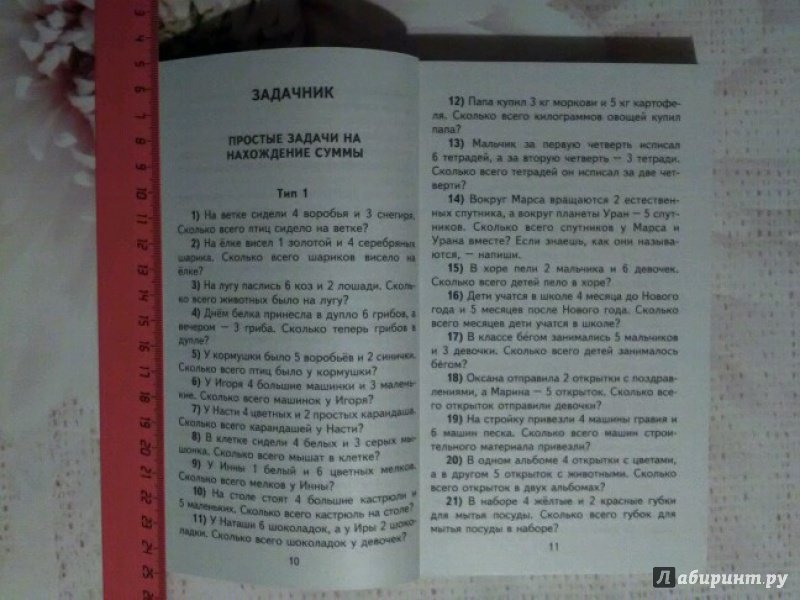 ЗАДАЧНИК
ПРОСТЫЕ ЗАДАЧИ НА
НАХОЖДЕНИЕ СУММЫ
Тип 1
1) На ветке сидели 4 воробья и 3 снегиря.
Сколько всего птиц сидело на ветке?
2) На ёлке висел 1 золотой и 4 серебряных
шарика. Сколько всего шариков висело на
ёлке?
3) На лугу паслись 6 коз и 2 лошади. Сколь-
ко всего животных было на лугу?
4) Днём белка принесла в дупло 6 грибов, а
вечером — 3 гриба. Сколько теперь грибов в
дупле?
5) У кормушки было 5 воробьёв и 2 синички.
Сколько всего птиц было у кормушки?
6) У Игоря 4 большие машинки и 3 малень-
кие. Сколько всего машинок у Игоря?
7) У Насти 4 цветных и 2 простых карандаша.
Сколько всего карандашей у Насти?
8) В клетке сидели 4 белых и 3 серых мы-
шонка. Сколько всего мышат в клетке?
9) У Инны 1 белый и 6 цветных мелков.
Сколько всего мелков у Инны?
10) На столе стоят 4 большие кастрюли и
5 маленьких. Сколько всего кастрюль на столе?
11) У Наташи 6 шоколадок, а у Иры 2 шоко-
ладки. Сколько всего шоколадок у девочек?
10
12) Папа купил 3 кг моркови и 5 кг картофе-
ля. Сколько всего килограммов овощей купил
папа?
13) Мальчик за первую четверть исписал
6 тетрадей, а за вторую четверть — 3 тетради.
Сколько всего тетрадей он исписал за две чет-
верти?
14) Вокруг Марса вращаются 2 естествен-
ных спутника, а вокруг планеты Уран — 5 спут-
ников. Сколько всего спутников у Марса и
Урана вместе? Если знаешь, как они называ-
ются, — напиши.
15) В хоре пели 2 мальчика и 6 девочек.
Сколько всего детей пело в хоре?
16) Дети учатся в школе 4 месяца до Нового
года и 5 месяцев после Нового года. Сколько
всего месяцев дети учатся в школе?
17) В классе бегом занимались 5 мальчиков
и 3 девочки. Сколько всего детей занималось
бегом?
18) Оксана отправила 2 открытки с поздрав-
лениями, а Марина — 5 открыток. Сколько все-
го открыток отправили девочки?
19) На стройку привезли 4 машины гравия и
6 машин песка. Сколько всего машин строи-
тельного материала привезли?
20) В одном альбоме 4 открытки с цветами,
а в другом 5 открыток с животными. Сколько
всего открыток в двух альбомах?
21) В наборе 4 жёлтые и 2 красные губки
для мытья посуды. Сколько всего губок для
мытья посуды в наборе?
11
Лабиринт.ру